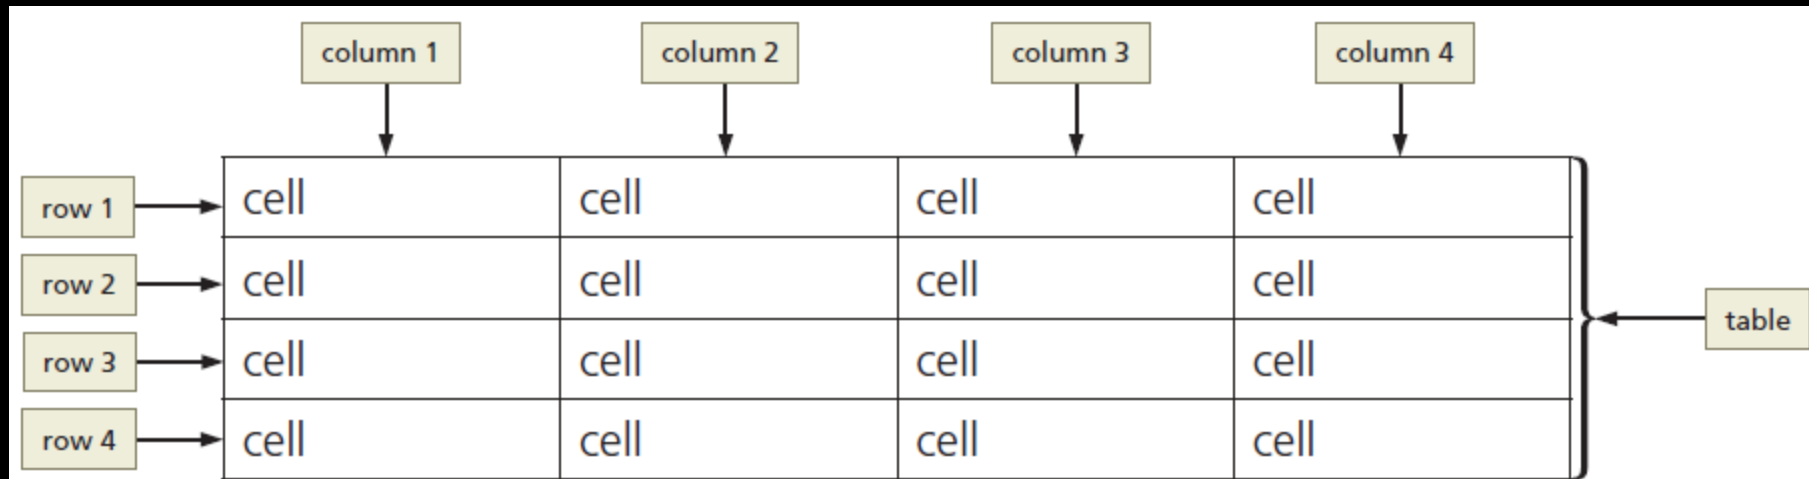 column 1 column 2 column 3 column 4
row 1 cell cell cell cell
row 2 cell cell cell cell
table
row 3 cell cell cell cell
row 4 cell cell cell cell